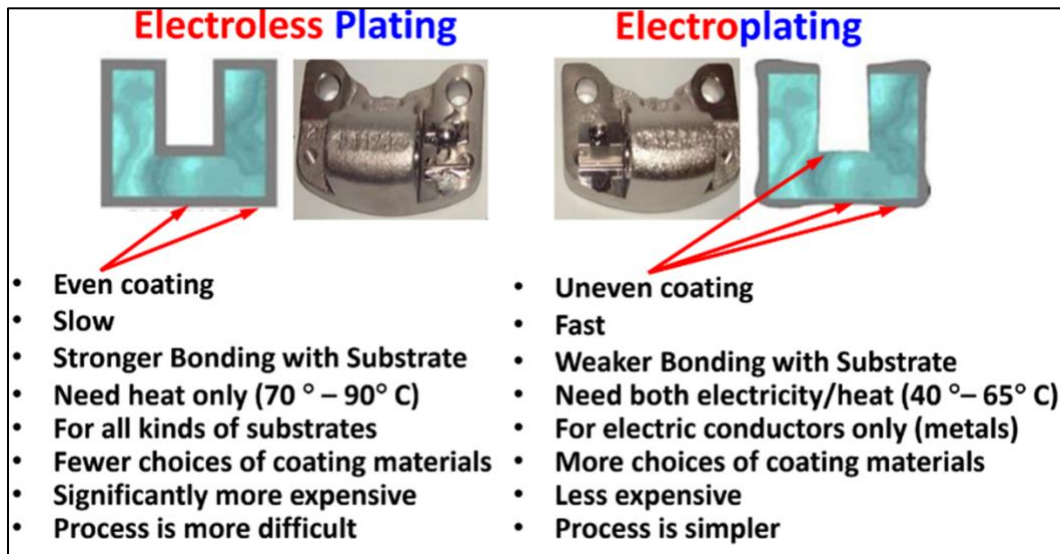 Electroless Plating
• Even coating
• Slow
• Stronger Bonding with Substrate
• Need heat only (70 ° – 90° C)
• For all kinds of substrates
• Fewer choices of coating materials
• Significantly more expensive
• Process is more difficult
Electroplating
• Uneven coating
• Fast
• Weaker Bonding with Substrate
• Need both electricity/heat (40 °– 65° C)
• For electric conductors only (metals)
• More choices of coating materials
• Less expensive
• Process is simpler